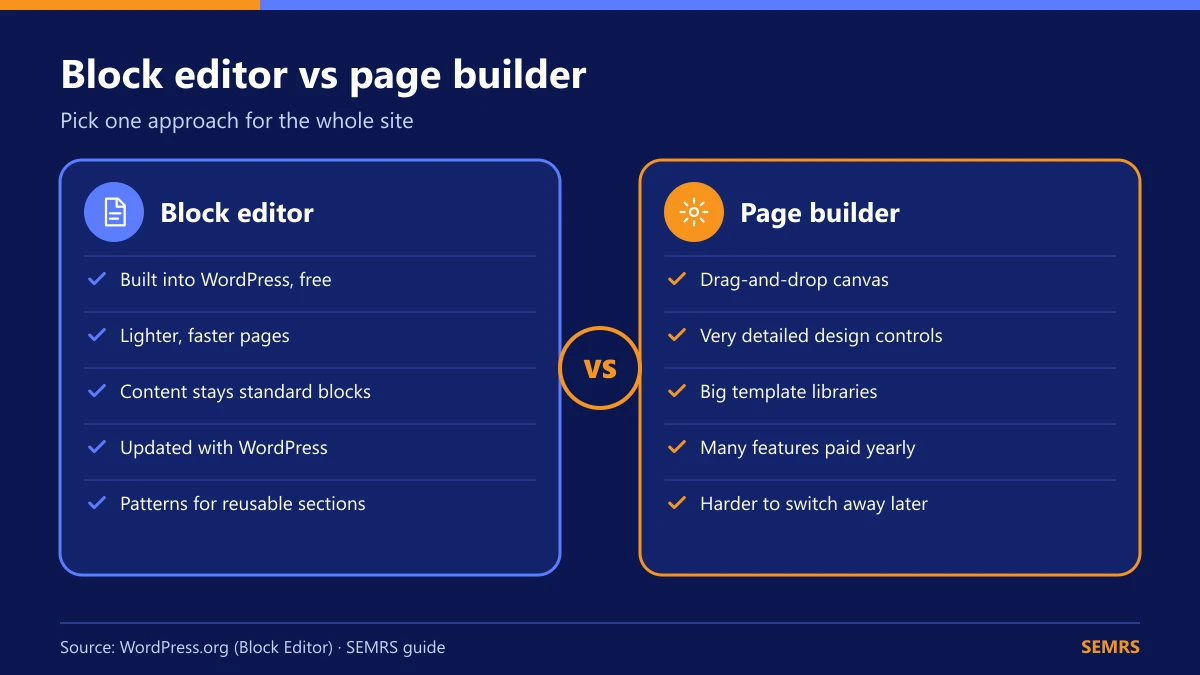 Block editor vs page builder
Pick one approach for the whole site
Block editor
Built into WordPress, free
Lighter, faster pages
Content stays standard blocks
Updated with WordPress
Patterns for reusable sections
VS
Page builder
Drag-and-drop canvas
Very detailed design controls
Big template libraries
Many features paid yearly
Harder to switch away later
Source: WordPress.org (Block Editor) · SEMRS guide
SEMRS